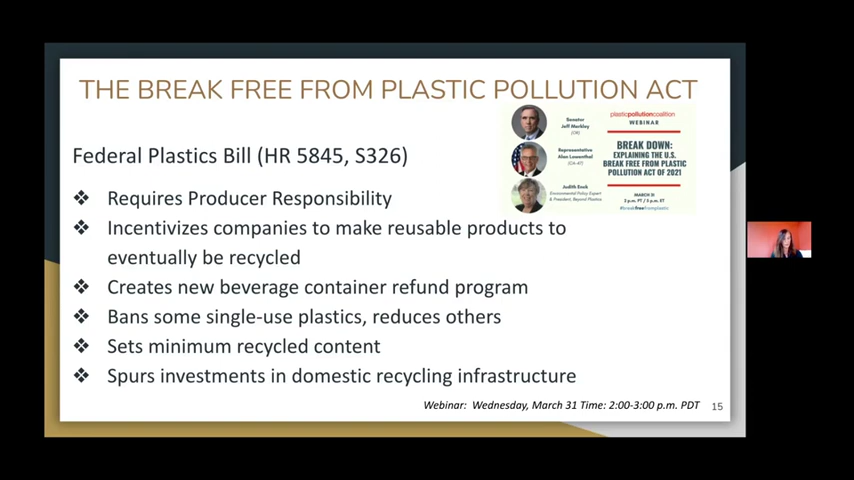 THE BREAK FREE FROM PLASTIC POLLUTION ACT
Federal Plastics Bill (HR 5845, S326)
❖ Requires Producer Responsibility
❖ Incentivizes companies to make reusable products to
eventually be recycled
❖ Creates new beverage container refund program
❖ Bans some single-use plastics, reduces others
❖ Sets minimum recycled content
❖ Spurs investments in domestic recycling infrastructure
Senator
Jeff Merkley
(OR)
Representative
Alan Lowenthal
(CA-47)
Judith Enck
Environmental Policy Expert
& President, Beyond Plastics
plasticpollutioncoalition
WEBINAR
BREAK DOWN:
EXPLAINING THE U.S.
BREAK FREE FROM PLASTIC
POLLUTION ACT OF 2021
MARCH 31
2 p.m. PT / 5 p.m. ET
#breakfreefromplastic
Webinar: Wednesday, March 31 Time: 2:00-3:00 p.m. PDT
15